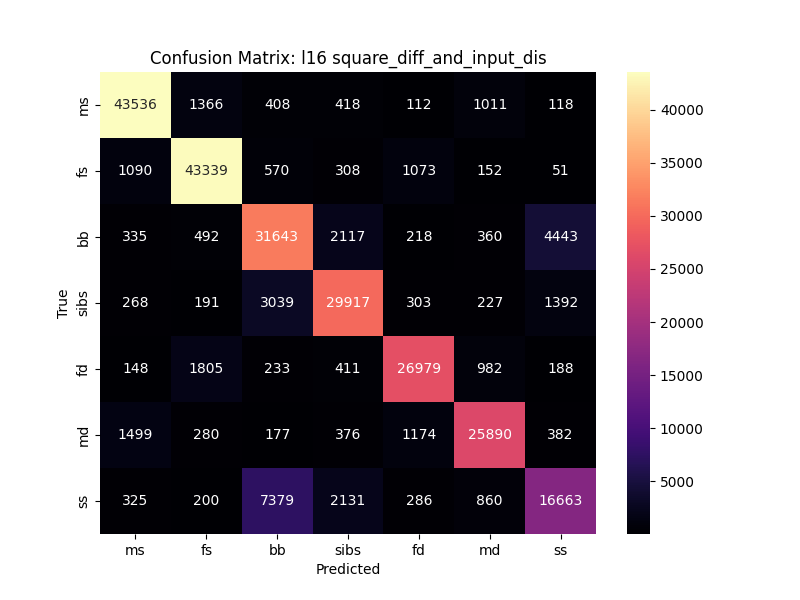 Confusion Matrix: l16 square_diff_and_input_dis
ms 43536 1366 408 418 112 1011 118
fs 1090 43339 570 308 1073 152 51
bb 335 492 31643 2117 218 360 4443
sibs 268 191 3039 29917 303 227 1392
fd 148 1805 233 411 26979 982 188
md 1499 280 177 376 1174 25890 382
ss 325 200 7379 2131 286 860 16663
ms fs bb sibs fd md ss
Predicted
True
40000
35000
30000
25000
20000
15000
10000
5000